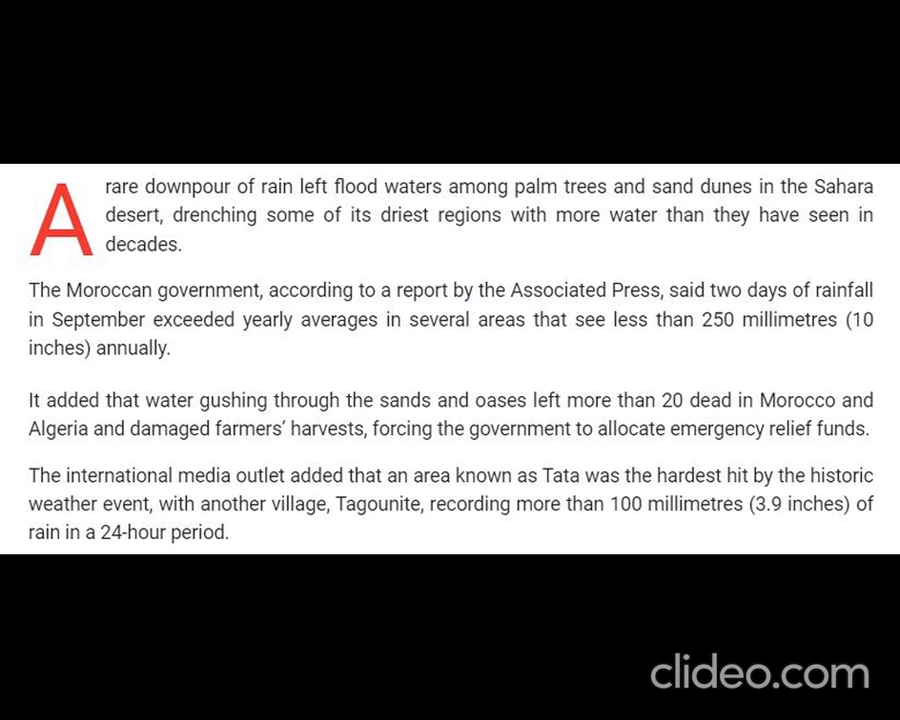 A rare downpour of rain left flood waters among palm trees and sand dunes in the Sahara
desert, drenching some of its driest regions with more water than they have seen in
decades.
The Moroccan government, according to a report by the Associated Press, said two days of rainfall
in September exceeded yearly averages in several areas that see less than 250 millimetres (10
inches) annually.
It added that water gushing through the sands and oases left more than 20 dead in Morocco and
Algeria and damaged farmers’ harvests, forcing the government to allocate emergency relief funds.
The international media outlet added that an area known as Tata was the hardest hit by the historic
weather event, with another village, Tagounite, recording more than 100 millimetres (3.9 inches) of
rain in a 24-hour period.
clideo.com